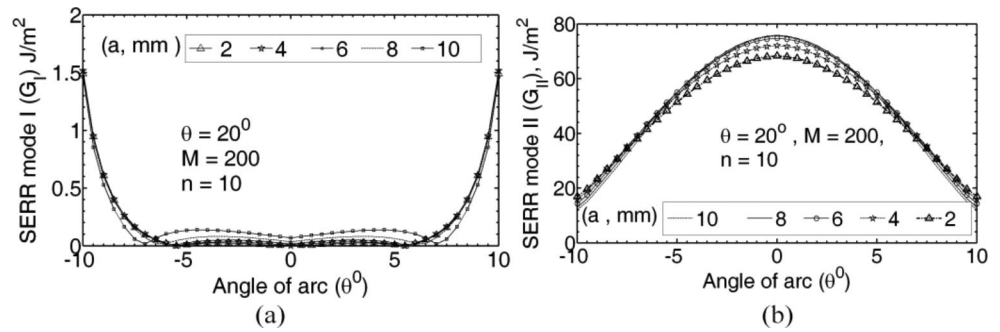 (a)
(a, mm )
2 4 6 8 10
SERR mode I (G_I) J/m²
1.5
1
0.5
0
θ = 20⁰
M = 200
n = 10
-10 -5 0 5 10
Angle of arc (θ⁰)
(a)
(b)
SERR mode II (G_II), J/m²
80
60
40
20
0
θ = 20⁰ , M = 200,
n = 10
(a , mm)
10 8 6 4 2
-10 -5 0 5 10
Angle of arc (θ⁰)
(b)